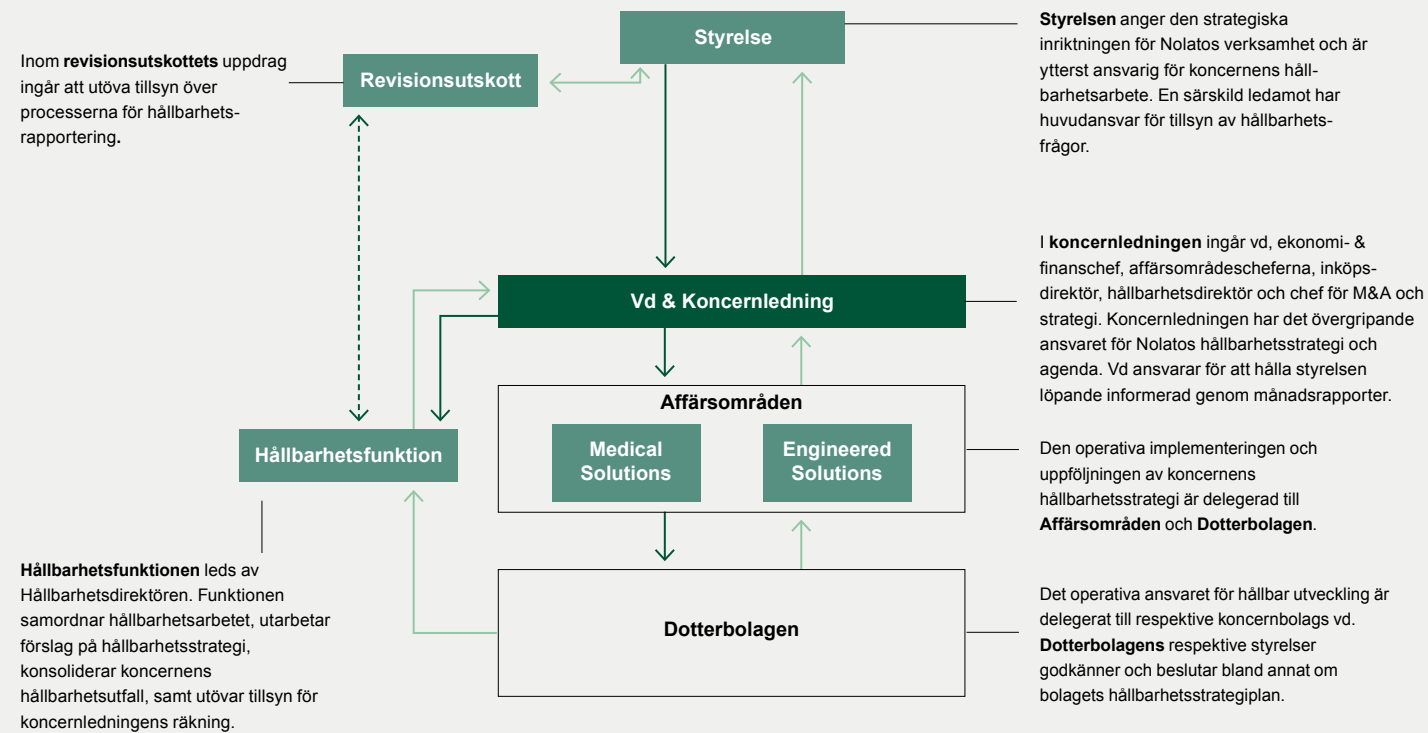 Styrelse
Styrelsen anger den strategiska
inriktningen för Nolatos verksamhet och är
ytterst ansvarig för koncernens håll-
barhetsarbete. En särskild ledamot har
huvudansvar för tillsyn av hållbarhets-
frågor.
Inom revisionsutskottets uppdrag
ingår att utöva tillsyn över
processerna för hållbarhets-
rapportering.
Revisionsutskott
Vd & Koncernledning
I koncernledningen ingår vd, ekonomi- &
finanschef, affärsområdescheferna, inköps-
direktör, hållbarhetsdirektör och chef för M&A och
strategi. Koncernledningen har det övergripande
ansvaret för Nolatos hållbarhetsstrategi och
agenda. Vd ansvarar för att hålla styrelsen
löpande informerad genom månadsrapporter.
Affärsområden
Medical
Solutions
Engineered
Solutions
Hållbarhetsfunktion
Den operativa implementeringen och
uppföljningen av koncernens
hållbarhetsstrategi är delegerad till
Affärsområden och Dotterbolagen.
Hållbarhetsfunktionen leds av
Hållbarhetsdirektören. Funktionen
samordnar hållbarhetsarbetet, utarbetar
förslag på hållbarhetsstrategi,
konsoliderar koncernens
hållbarhetsutfall, samt utövar tillsyn för
koncernledningens räkning.
Dotterbolagen
Det operativa ansvaret för hållbar utveckling är
delegerat till respektive koncernbolags vd.
Dotterbolagens respektive styrelser
godkänner och beslutar bland annat om
bolagets hållbarhetsstrategiplan.